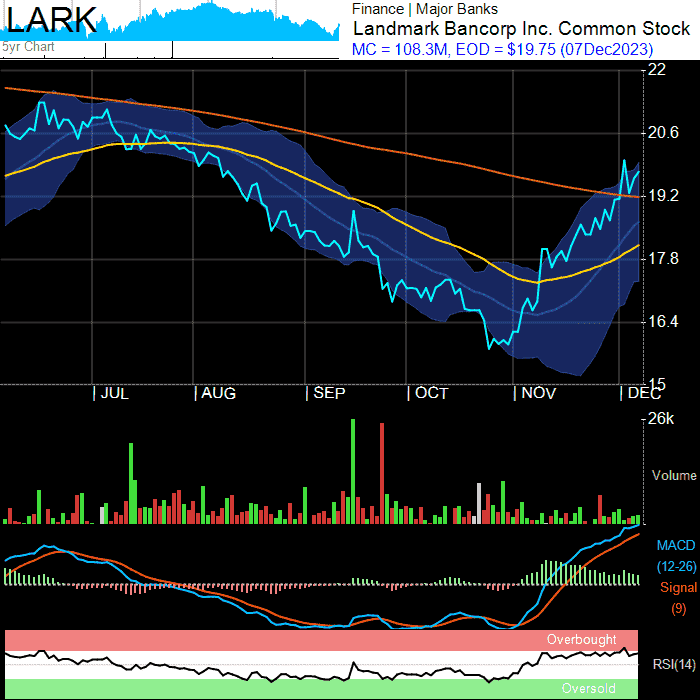 LARK
5yr Chart
Finance | Major Banks
Landmark Bancorp Inc. Common Stock
MC = 108.3M, EOD = $19.75 (07Dec2023)
22
20.6
19.2
17.8
16.4
15
JUL
AUG
SEP
OCT
NOV
DEC
26k
Volume
MACD
(12-26)
Signal
(9)
Overbought
RSI(14)
Oversold